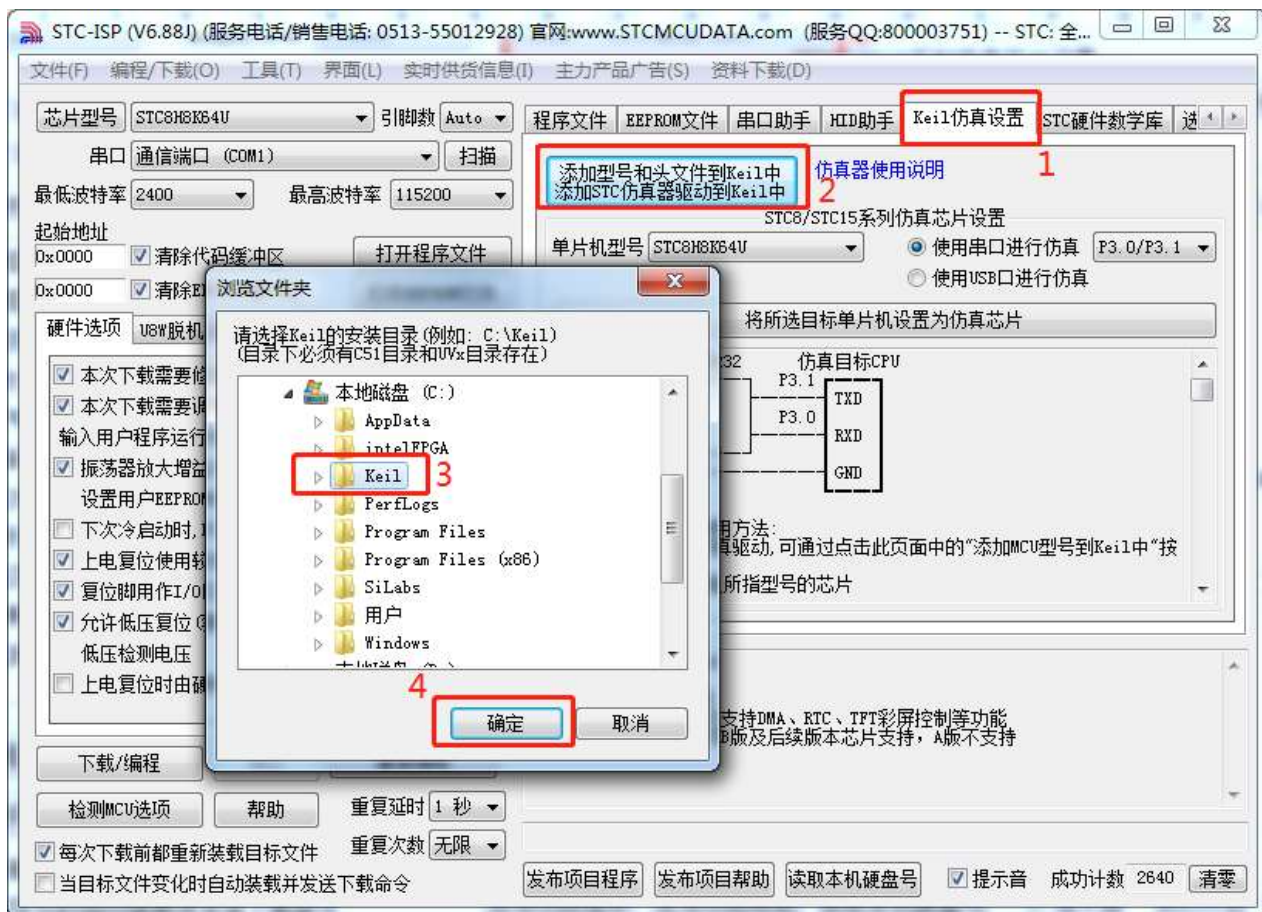 STC-ISP (V6.88J) (服务电话/销售电话: 0513-55012928) 官网:www.STCMCUDATA.com (服务QQ:800003751) -- STC: 全...
文件(F) 编程/下载(O) 工具(T) 界面(L) 实时供货信息(I) 主力产品广告(S) 资料下载(D)
芯片型号 STC8H8K64U 引脚数 Auto
串口 通信端口 (COM1) 扫描
最低波特率 2400 最高波特率 115200
起始地址
0x0000 清除代码缓冲区 打开程序文件
0x0000 清除E
硬件选项 U8W脱机
本次下载需要修
本次下载需要调
输入用户程序运行
振荡器放大增益
设置用户EEPRO
下次冷启动时,
上电复位使用较
复位脚用作I/O
允许低压复位
低压检测电压
上电复位时由硬
下载/编程
检测MCU选项 帮助 重复延时 1 秒
每次下载前都重新装载目标文件 重复次数 无限
当目标文件变化时自动装载并发送下载命令
程序文件 EEPROM文件 串口助手 HID助手 Keil仿真设置 STC硬件数学库 选
1
添加型号和头文件到Keil中
添加STC仿真器驱动到Keil中
2
仿真器使用说明
STC8/STC15系列仿真芯片设置
单片机型号 STC8H8K64U 使用串口进行仿真 P3.0/P3.1
使用USB口进行仿真
将所选目标单片机设置为仿真芯片
232 仿真目标CPU
P3.1 TXD
P3.0 RXD
GND
用方法:
真驱动,可通过点击此页面中的"添加MCU型号到Keil中"按
所指型号的芯片
支持DMA、RTC、TFT彩屏控制等功能
B版及后续版本芯片支持，A版不支持
发布项目程序 发布项目帮助 读取本机硬盘号 提示音 成功计数 2640 清零
浏览文件夹
请选择Keil的安装目录(例如: C:\Keil)
(目录下必须有C51目录和UVx目录存在)
本地磁盘 (C:)
AppData
intelFPGA
Keil 3
PerfLogs
Program Files
Program Files (x86)
SiLabs
用户
Windows
4
确定 取消